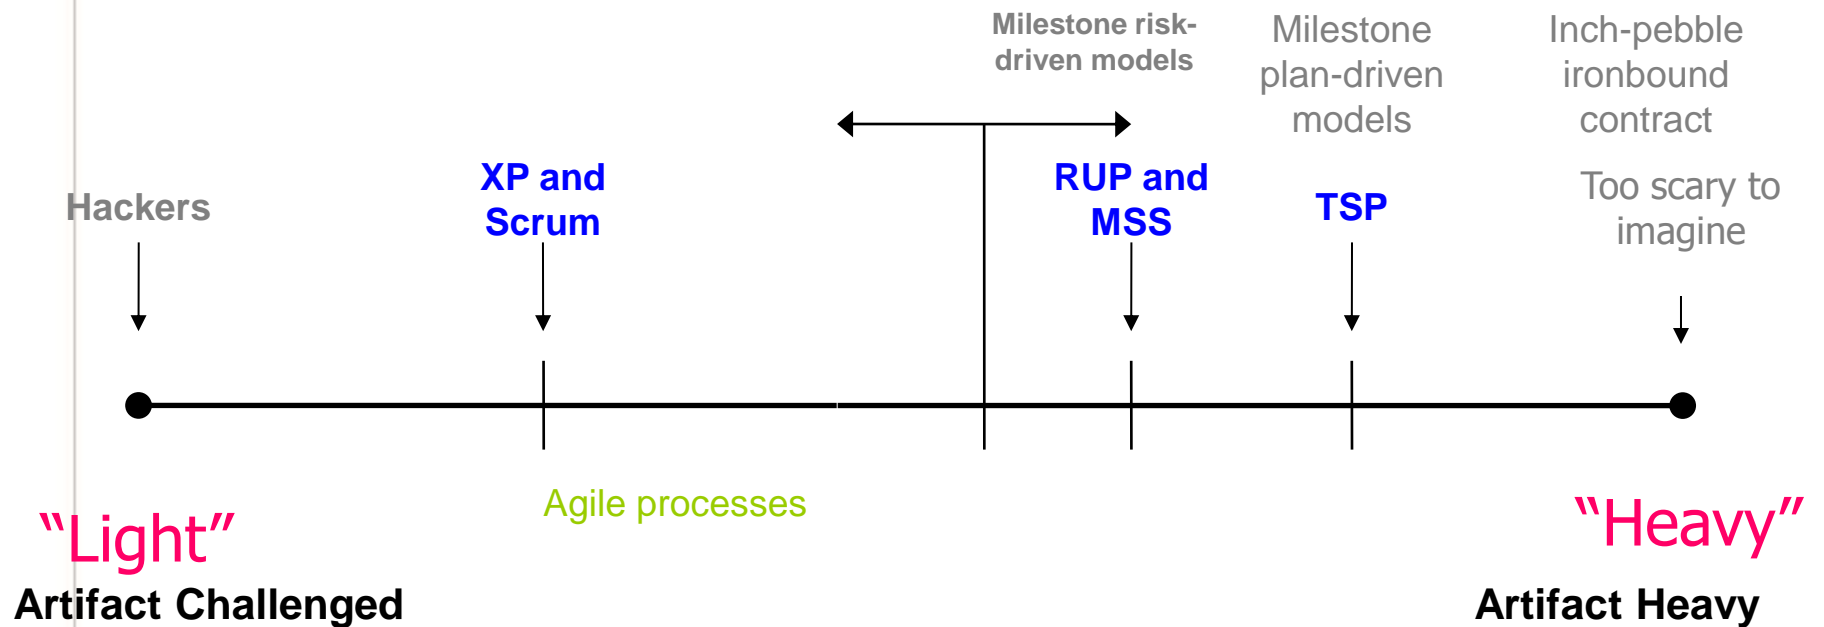 Milestone risk-
driven models
Milestone
plan-driven
models
Inch-pebble
ironbound
contract
Hackers
XP and
Scrum
RUP and
MSS
TSP
Too scary to
imagine
Agile processes
“Light”
“Heavy”
Artifact Challenged
Artifact Heavy